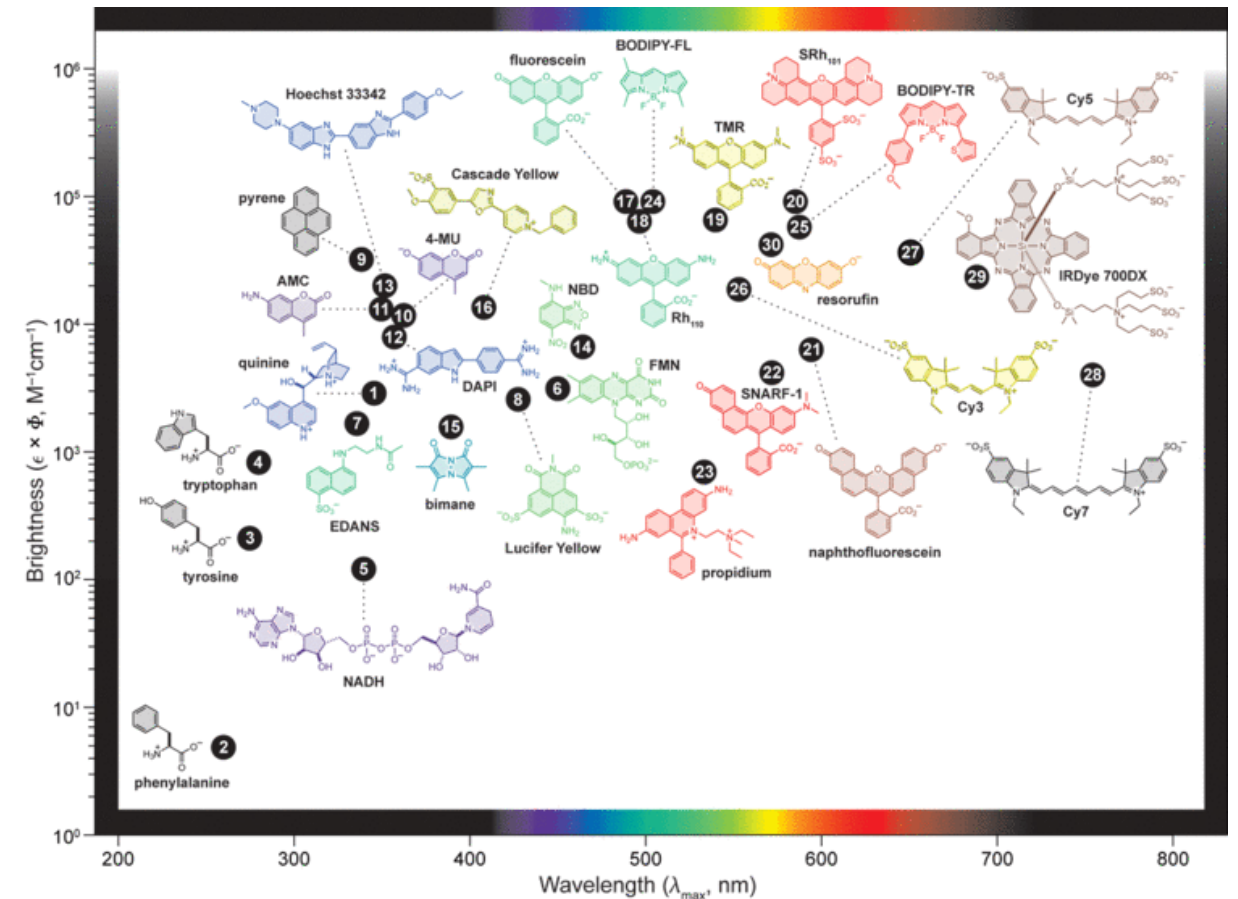 Brightness (ϵ × Φ, M⁻¹cm⁻¹)
10⁶
10⁵
10⁴
10³
10²
10¹
10⁰
fluorescein
BODIPY-FL
SRh₁₀₁
BODIPY-TR
Cy5
Hoechst 33342
TMR
Cascade Yellow
pyrene
4-MU
AMC
NBD
Rh₁₁₀
resorufin
IRDye 700DX
quinine
DAPI
FMN
SNARF-1
Cy3
tryptophan
EDANS
bimane
Lucifer Yellow
propidium
naphthofluorescein
Cy7
tyrosine
NADH
phenylalanine
17
24
18
19
20
25
30
27
29
9
13
11
10
12
16
26
14
21
22
28
1
8
6
7
15
4
23
3
5
2
200
300
400
500
600
700
800
Wavelength (λmax, nm)